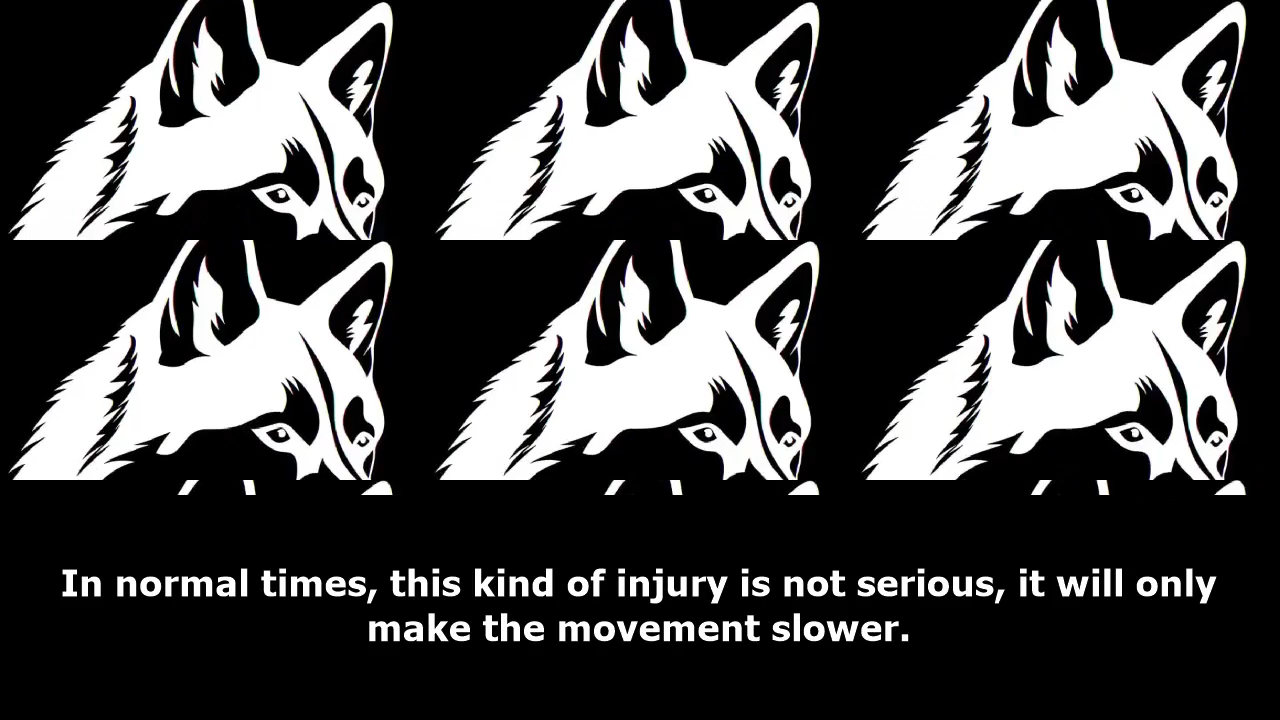 In normal times, this kind of injury is not serious, it will only
make the movement slower.